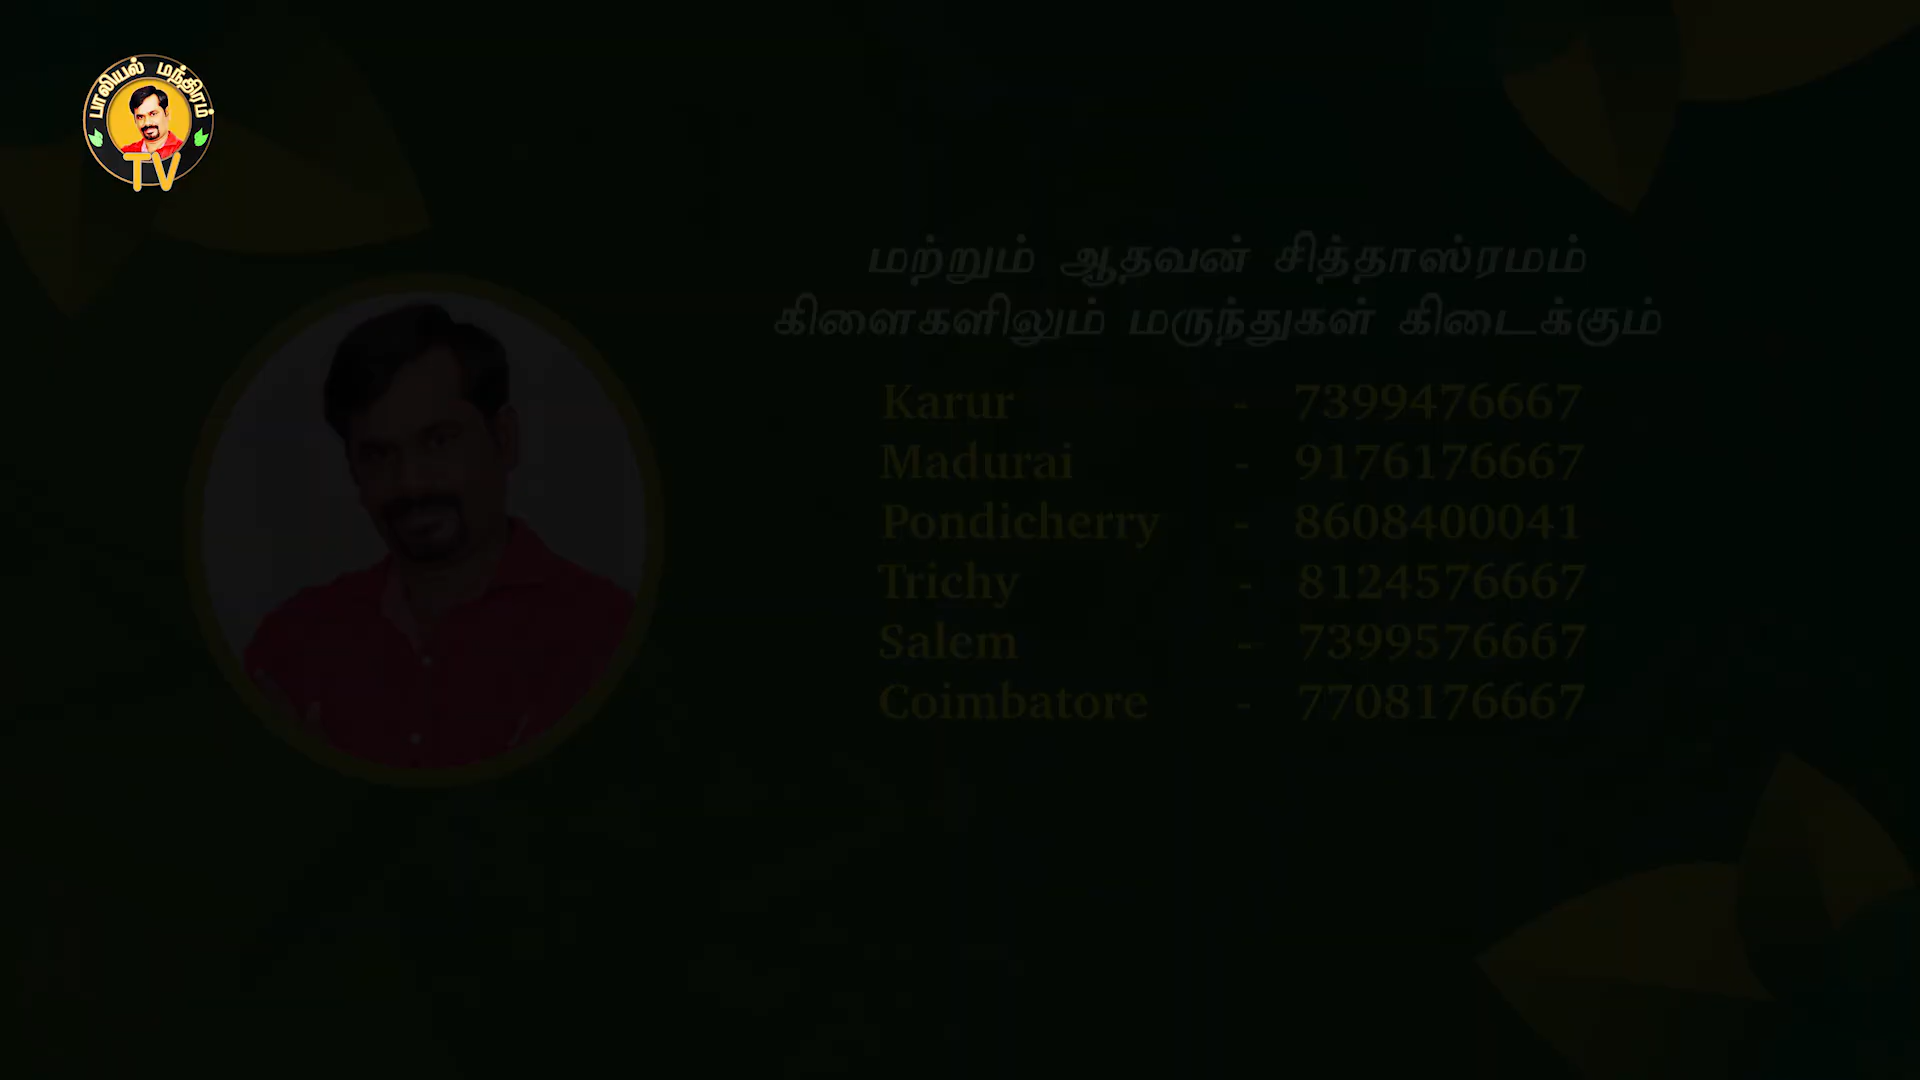 பாலியல் மந்திரம்
TV
மற்றும் ஆதவன் சித்தாஸ்ரமம்
கிளைகளிலும் மருந்துகள் கிடைக்கும்
Karur - 7399476667
Madurai - 9176176667
Pondicherry - 8608400041
Trichy - 8124576667
Salem - 7399576667
Coimbatore - 7708176667